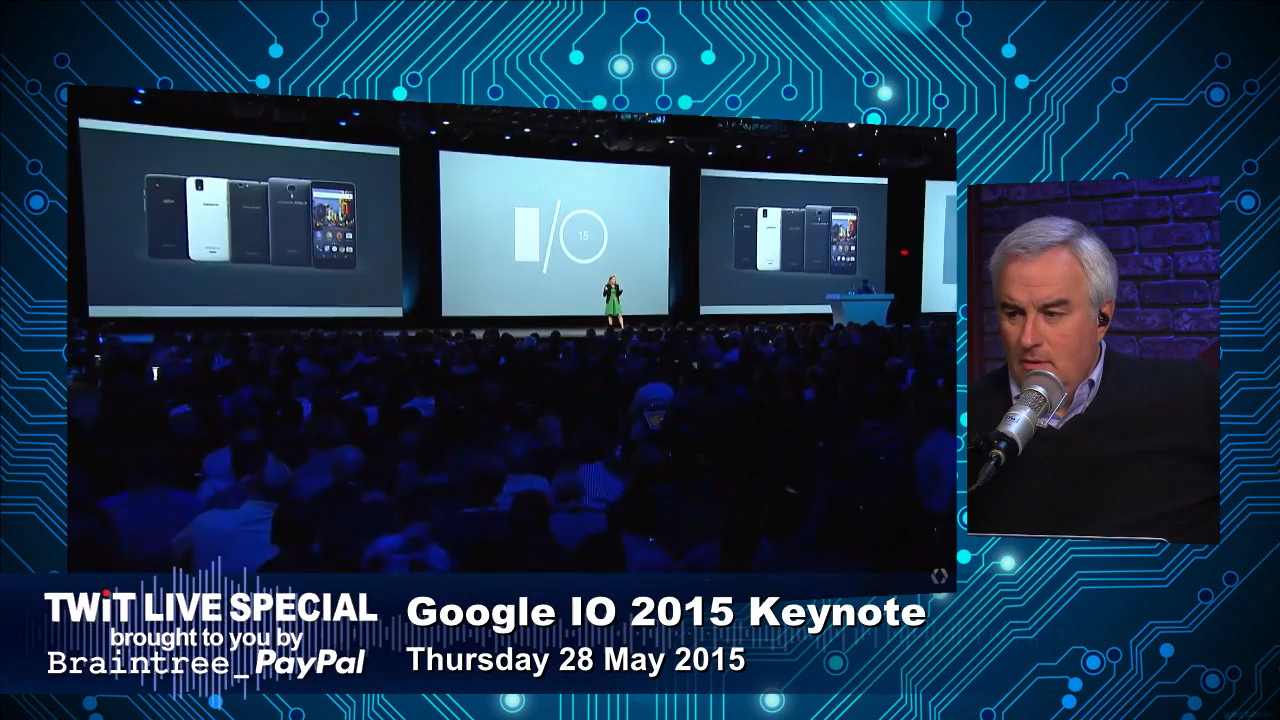 I/O
15
TWiT LIVE SPECIAL
brought to you by
Braintree_PayPal
Google IO 2015 Keynote
Thursday 28 May 2015